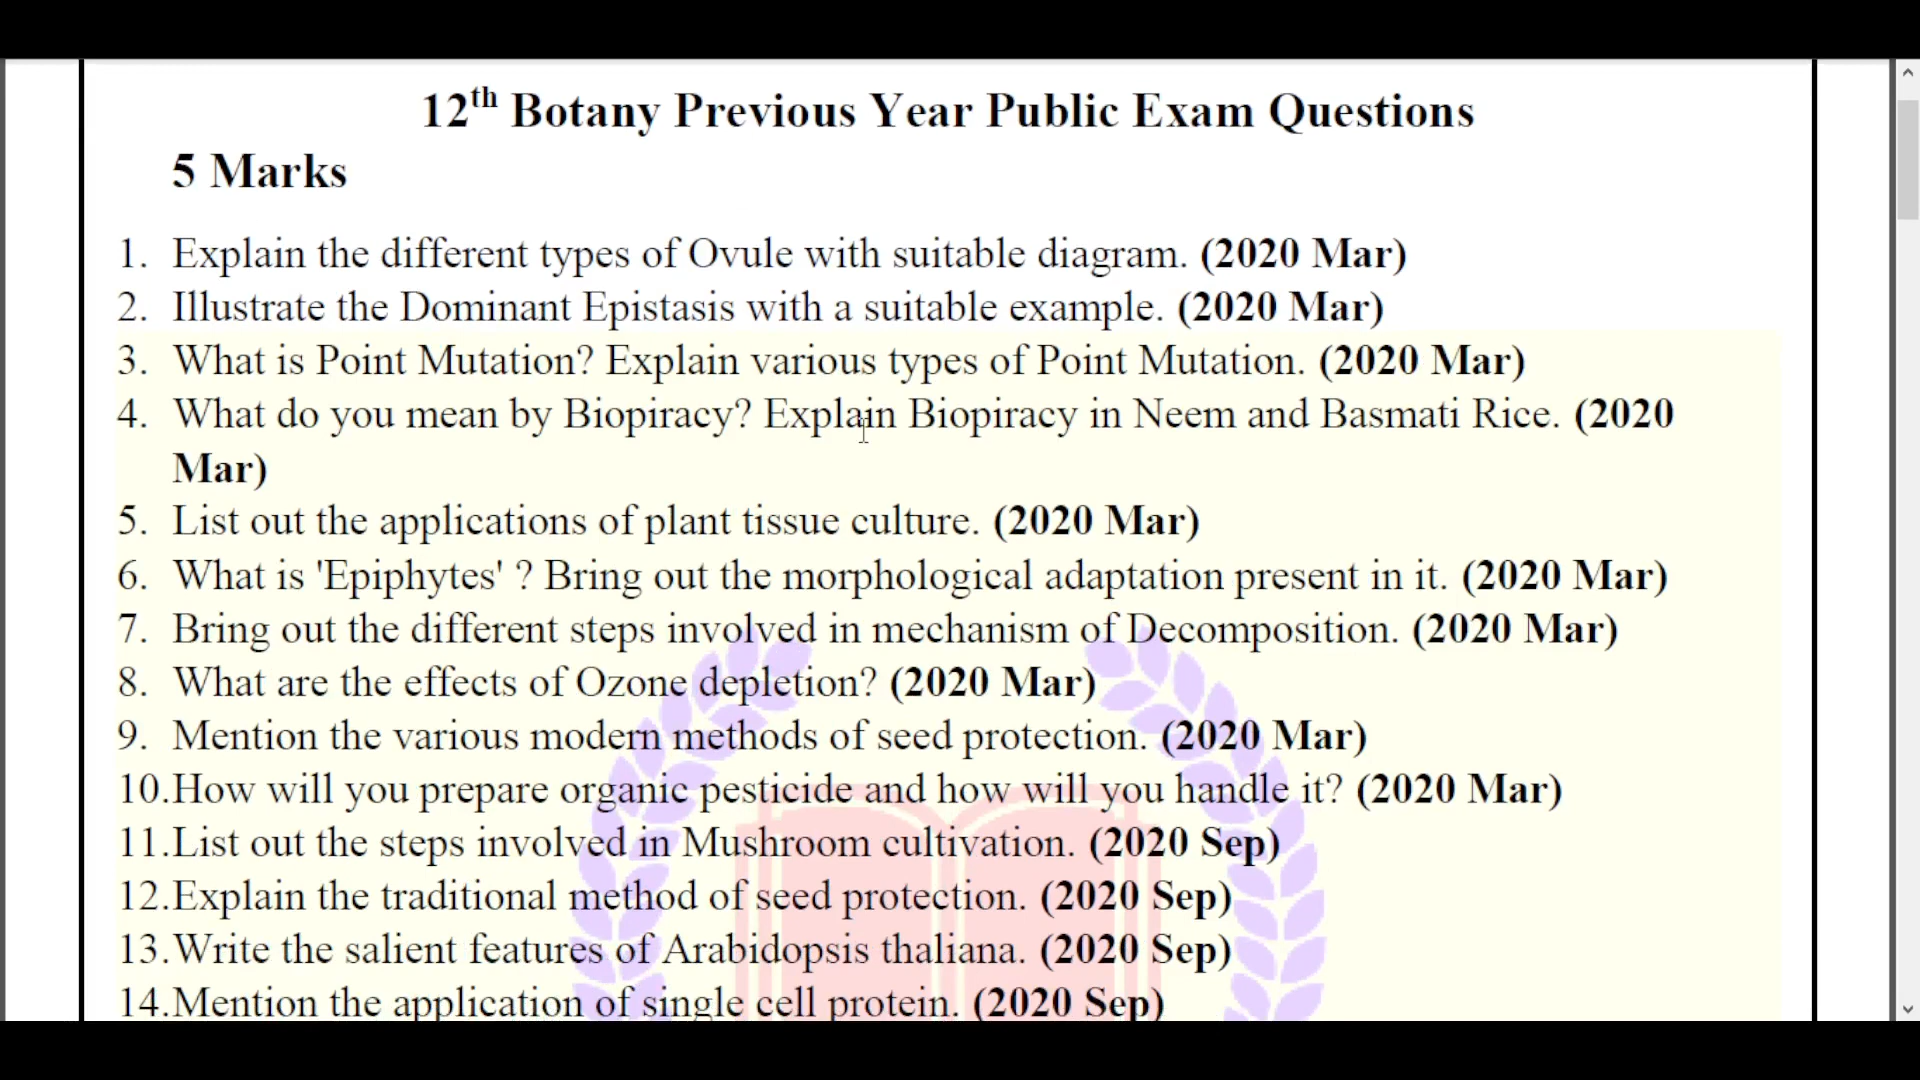 12th Botany Previous Year Public Exam Questions
5 Marks
1. Explain the different types of Ovule with suitable diagram. (2020 Mar)
2. Illustrate the Dominant Epistasis with a suitable example. (2020 Mar)
3. What is Point Mutation? Explain various types of Point Mutation. (2020 Mar)
4. What do you mean by Biopiracy? Explain Biopiracy in Neem and Basmati Rice. (2020
Mar)
5. List out the applications of plant tissue culture. (2020 Mar)
6. What is 'Epiphytes' ? Bring out the morphological adaptation present in it. (2020 Mar)
7. Bring out the different steps involved in mechanism of Decomposition. (2020 Mar)
8. What are the effects of Ozone depletion? (2020 Mar)
9. Mention the various modern methods of seed protection. (2020 Mar)
10.How will you prepare organic pesticide and how will you handle it? (2020 Mar)
11.List out the steps involved in Mushroom cultivation. (2020 Sep)
12.Explain the traditional method of seed protection. (2020 Sep)
13.Write the salient features of Arabidopsis thaliana. (2020 Sep)
14.Mention the application of single cell protein. (2020 Sep)